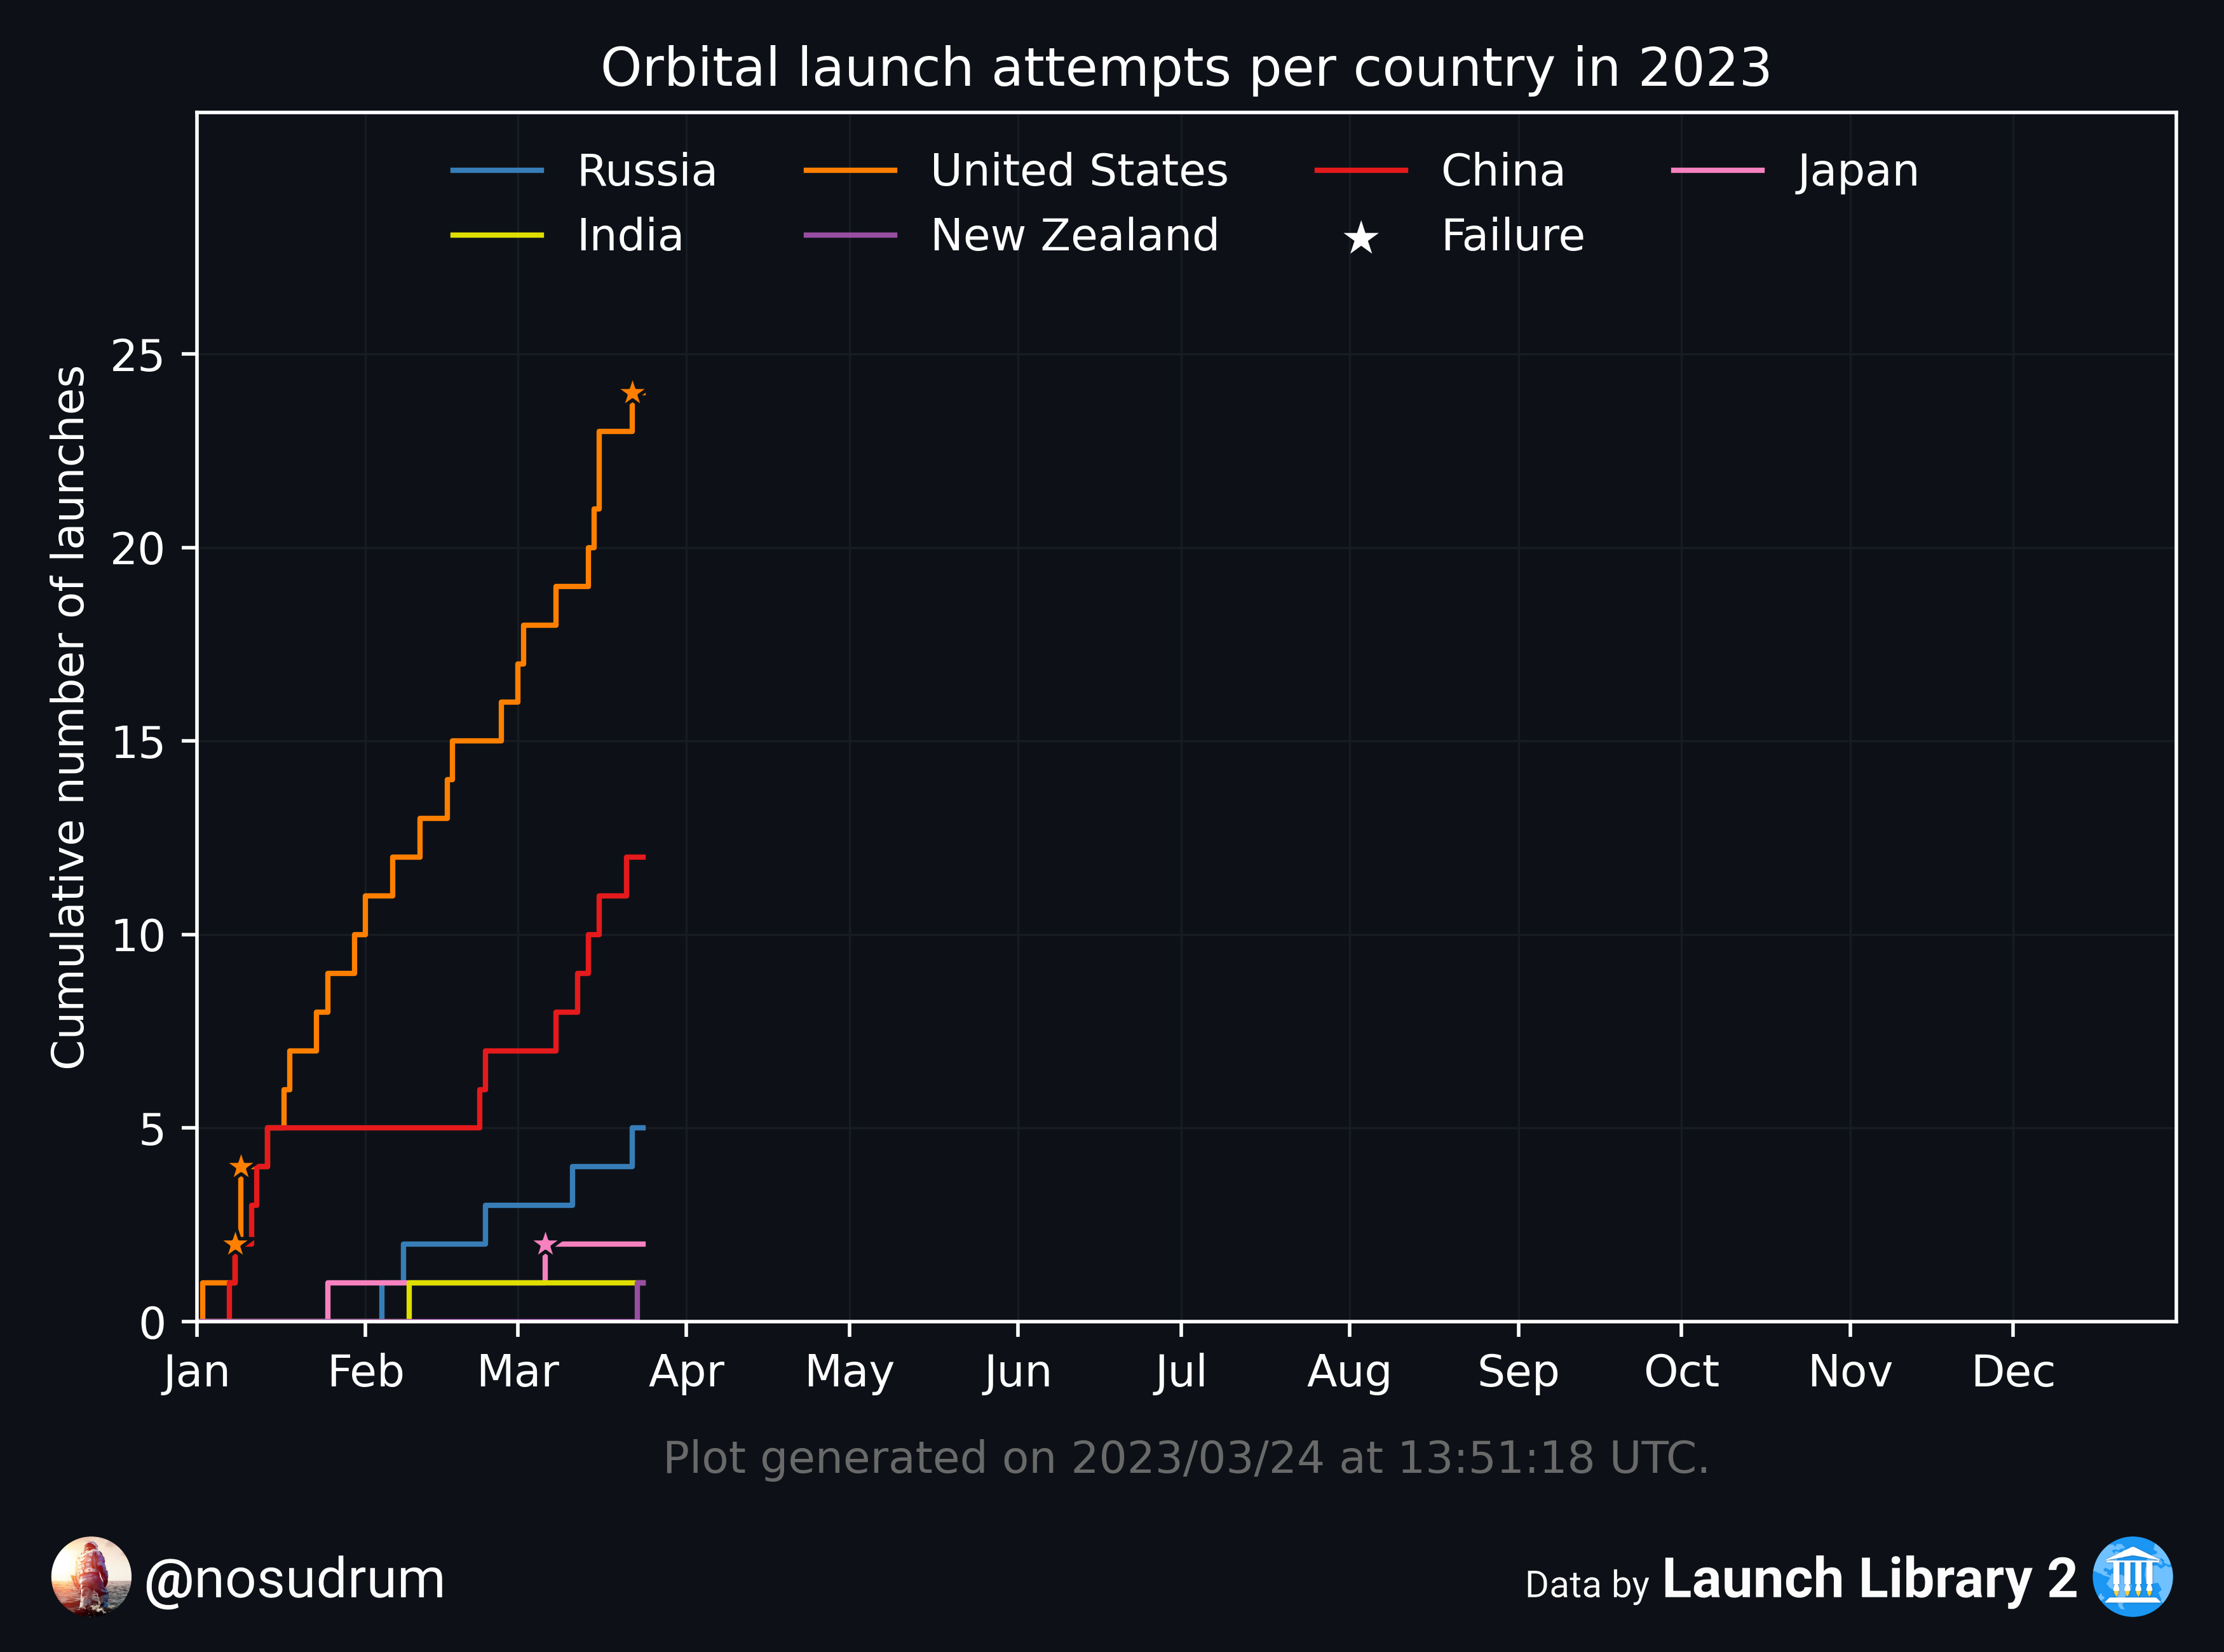 Orbital launch attempts per country in 2023
Russia United States China Japan
India New Zealand Failure
Cumulative number of launches
25
20
15
10
5
0
Jan Feb Mar Apr May Jun Jul Aug Sep Oct Nov Dec
Plot generated on 2023/03/24 at 13:51:18 UTC.
@nosudrum
Data by Launch Library 2